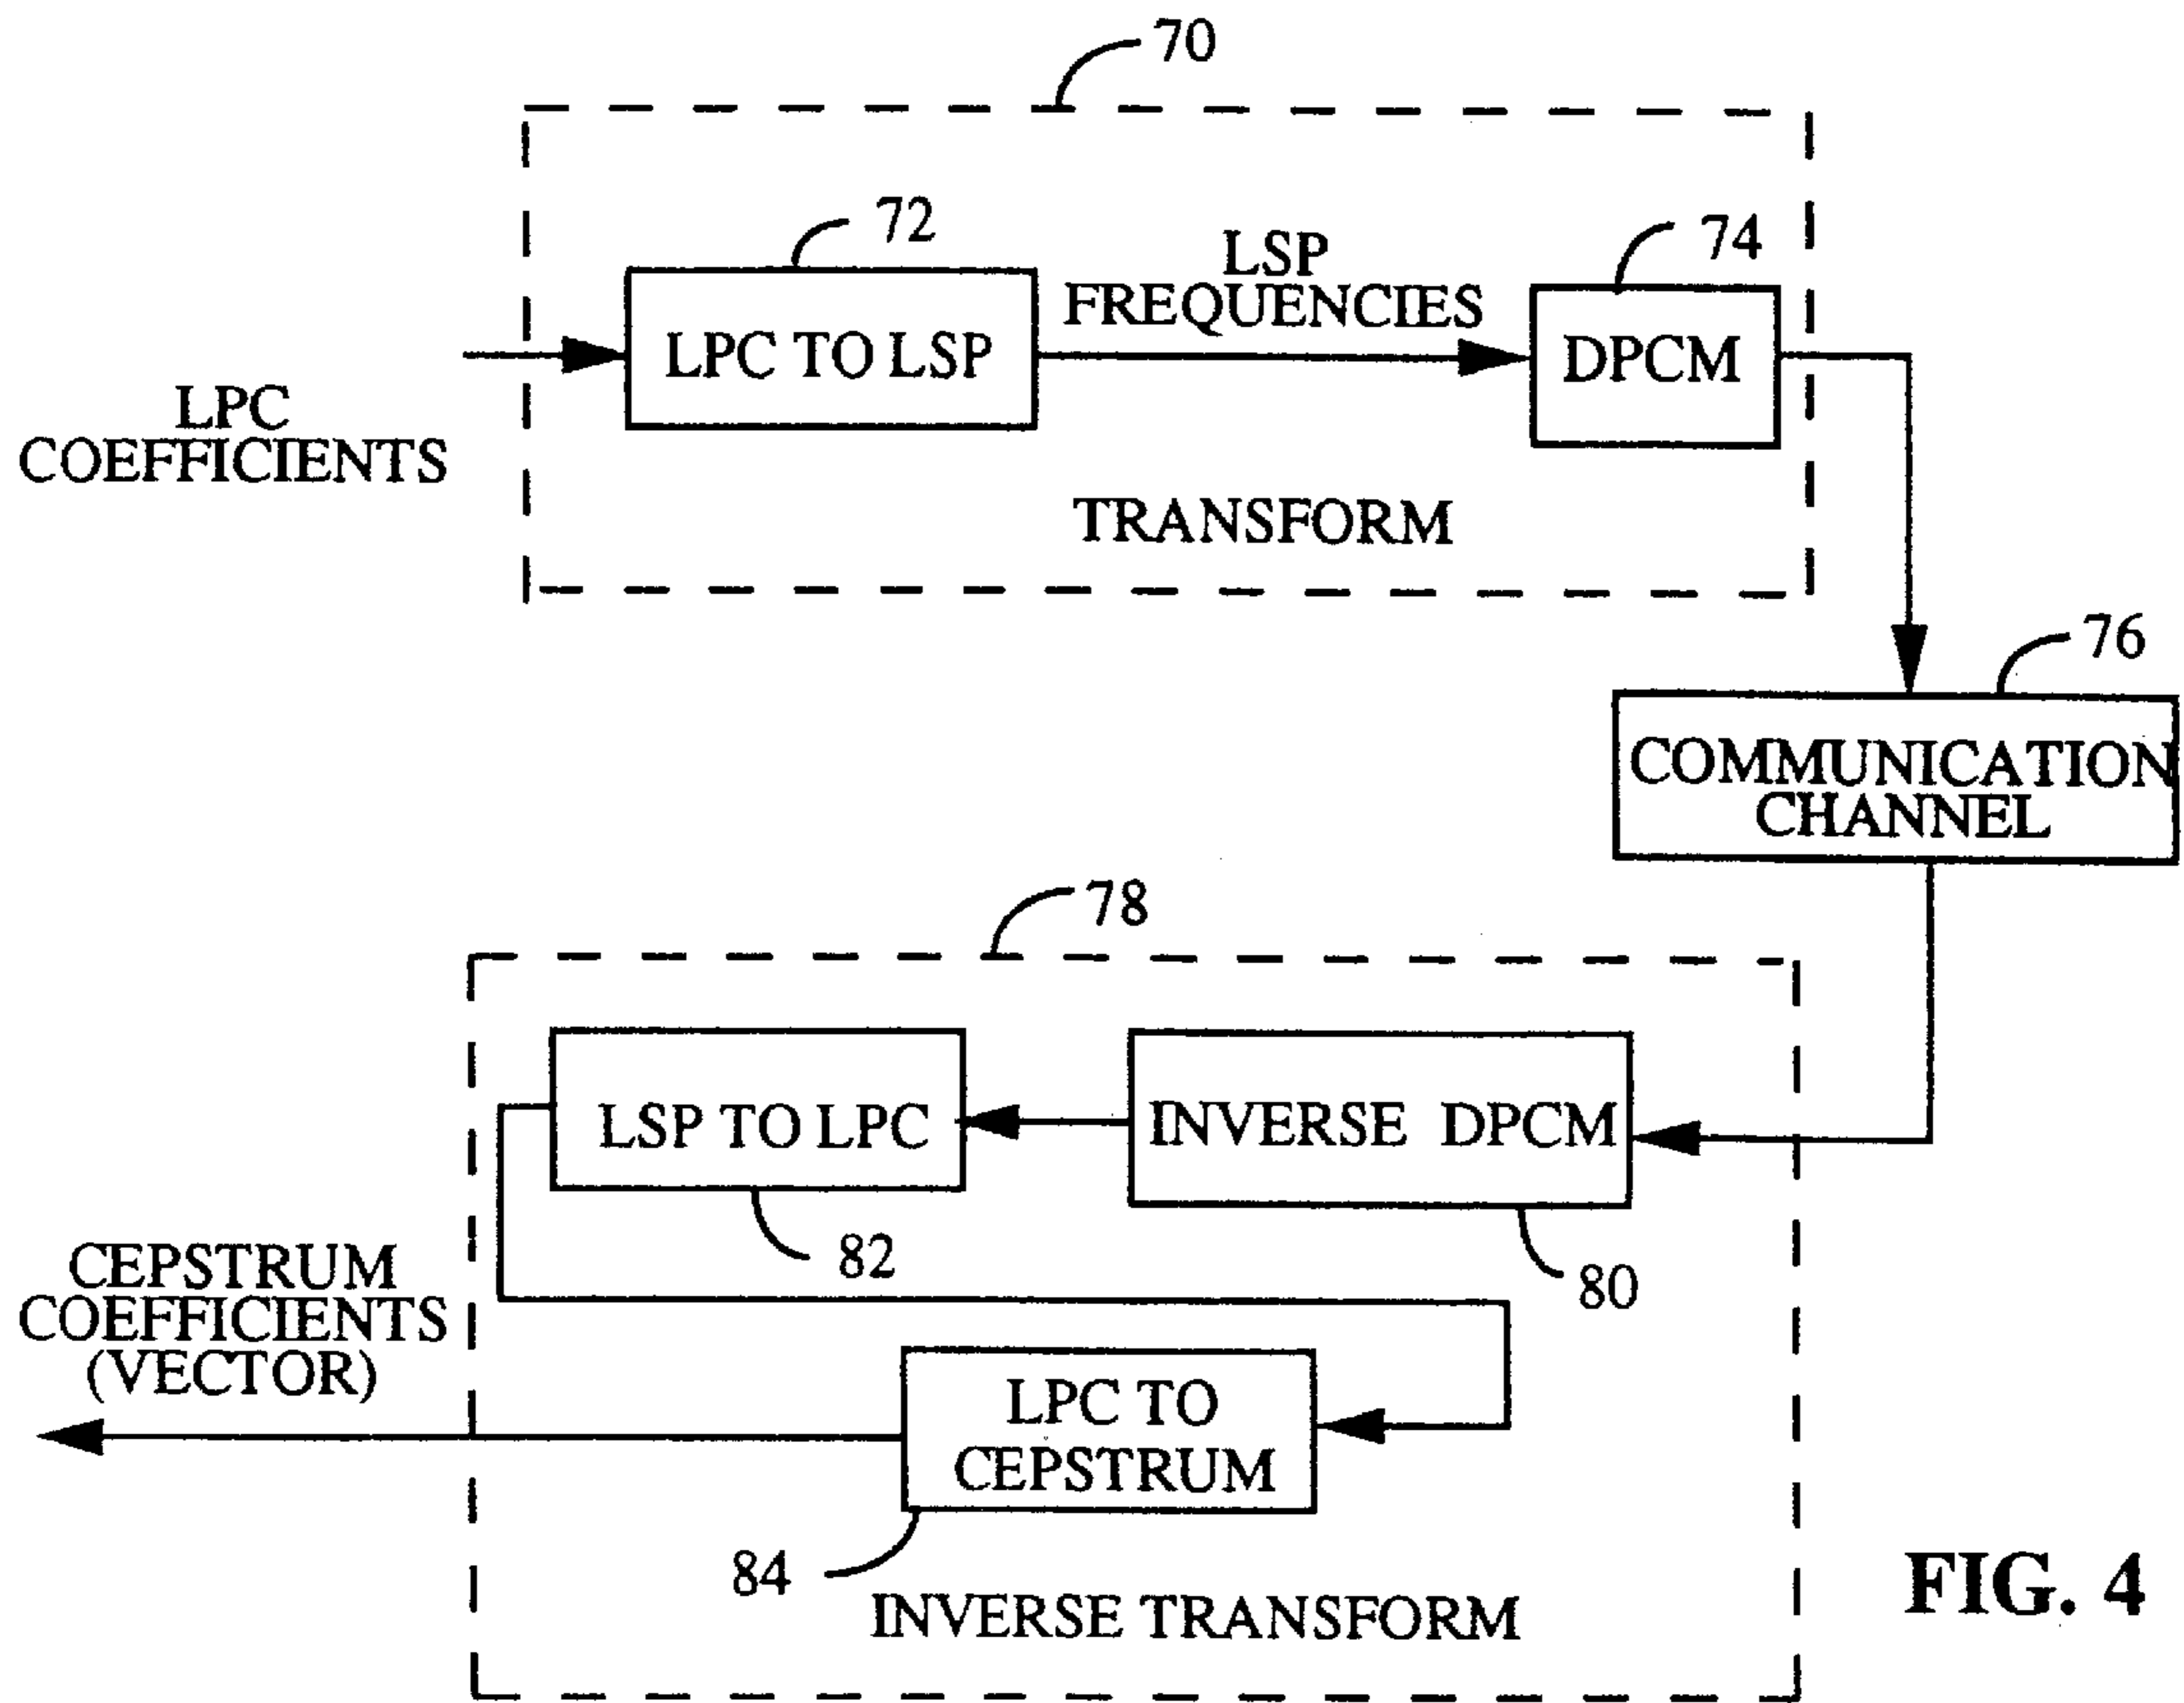 70
72
LSP
FREQUENCIES
74
LPC TO LSP
DPCM
LPC
COEFFICIENTS
TRANSFORM
76
COMMUNICATION
CHANNEL
78
LSP TO LPC
INVERSE DPCM
82
80
CEPSTRUM
COEFFICIENTS
(VECTOR)
LPC TO
CEPSTRUM
84
INVERSE TRANSFORM
FIG. 4